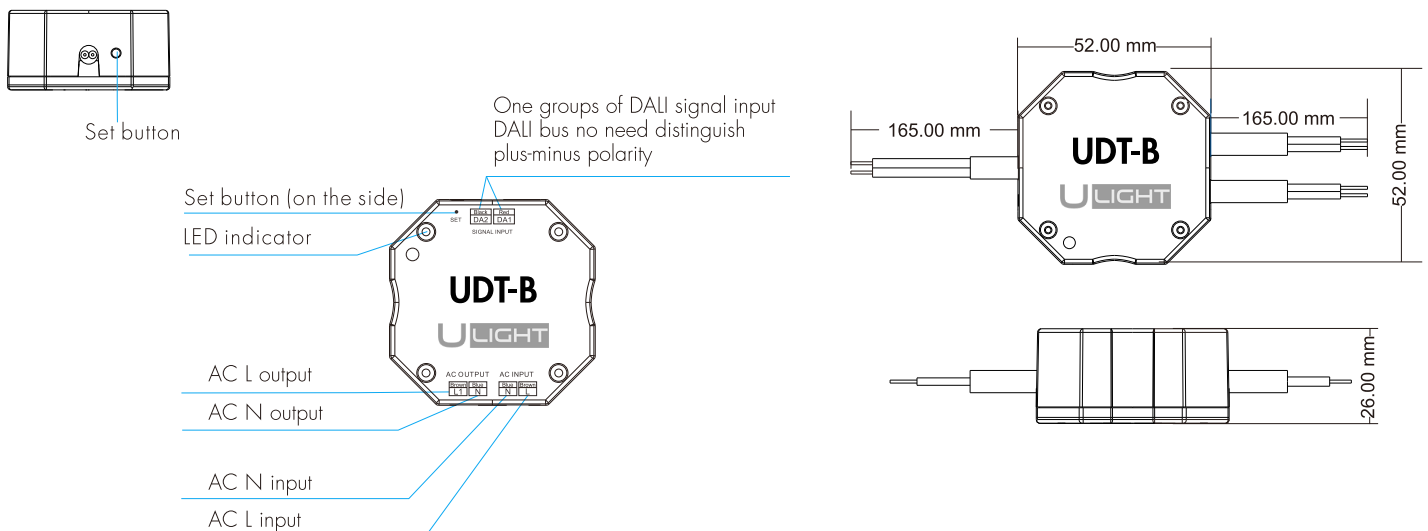 Set button
One groups of DALI signal input
DALI bus no need distinguish
plus-minus polarity
Set button (on the side)
LED indicator
SET
Black Red
DA2 DA1
SIGNAL INPUT
UDT-B
ULIGHT
AC OUTPUT AC INPUT
Brown Blue Blue Brown
L1 N N L
AC L output
AC N output
AC N input
AC L input
52.00 mm
165.00 mm
165.00 mm
UDT-B
ULIGHT
52.00 mm
26.00 mm